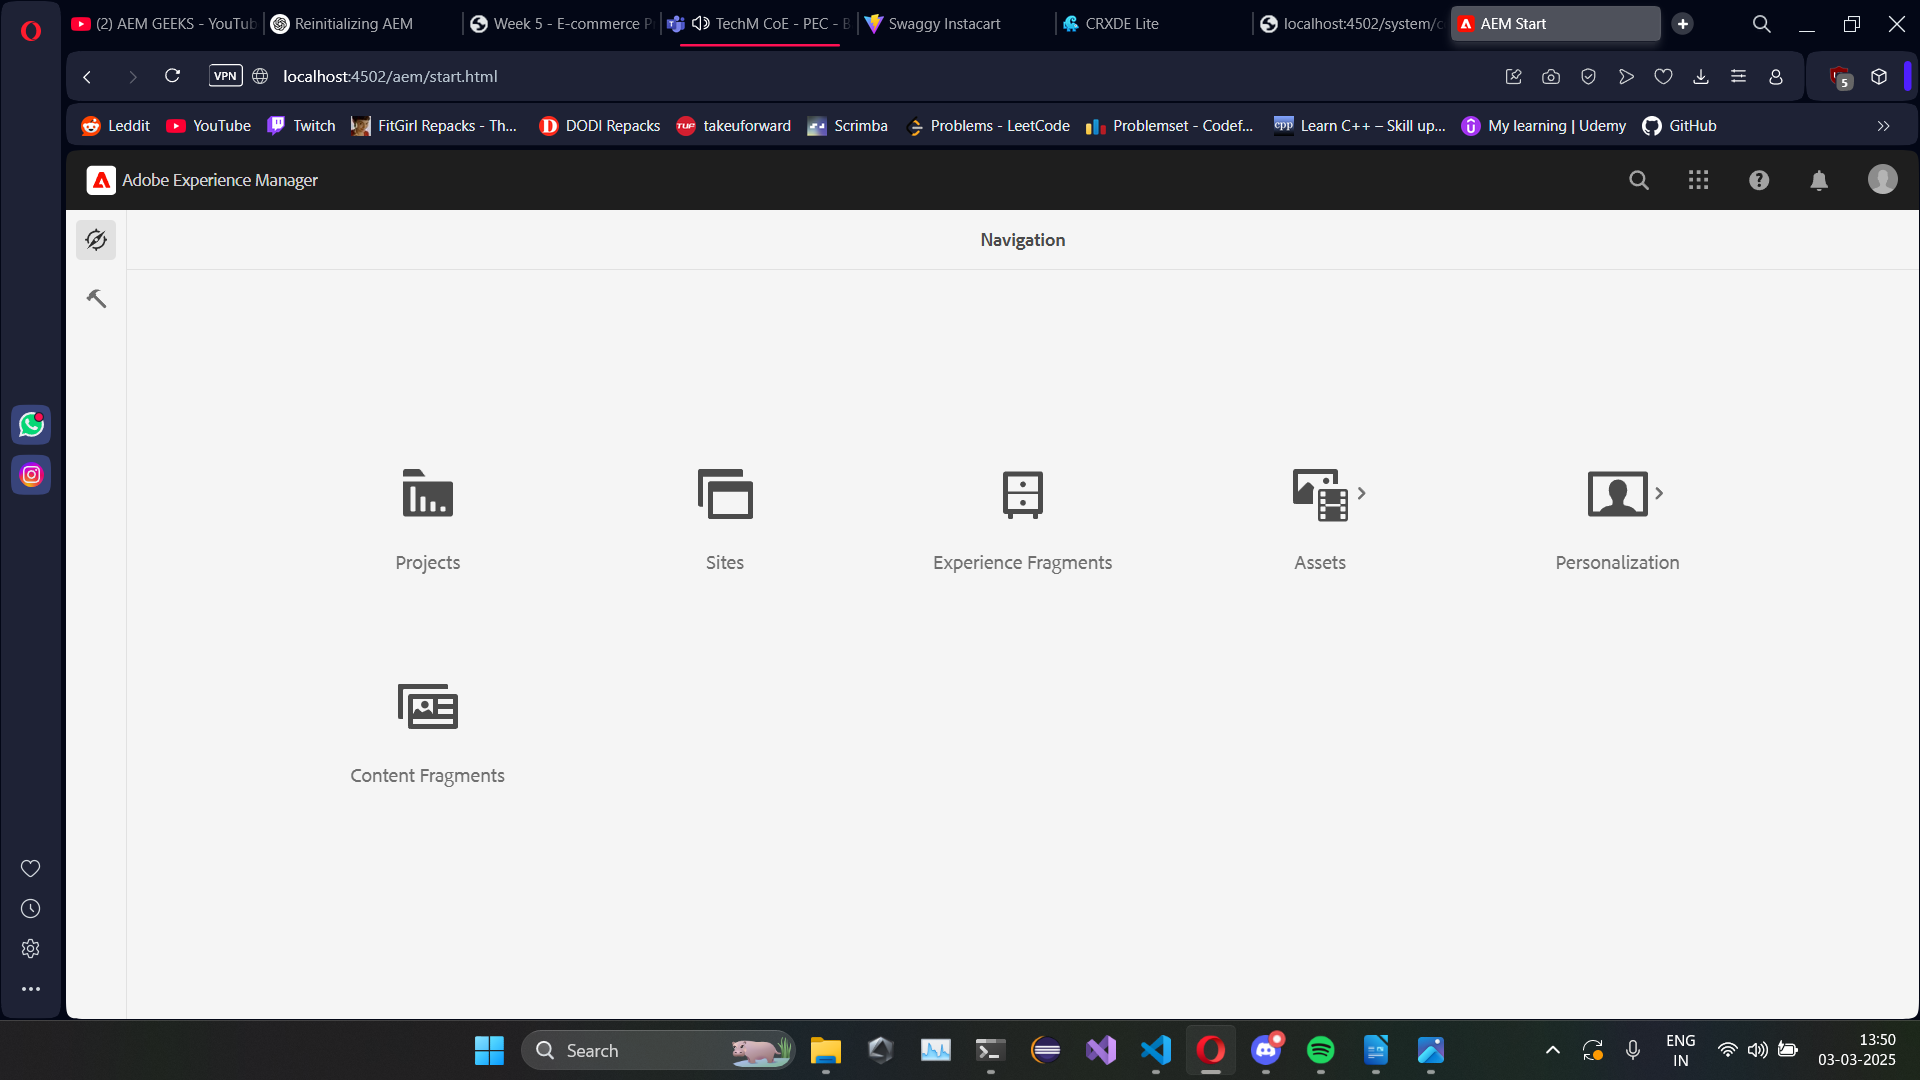 (2) AEM GEEKS - YouTub
Reinitializing AEM
Week 5 - E-commerce P
TechM CoE - PEC - B
Swaggy Instacart
CRXDE Lite
localhost:4502/system/c
AEM Start
VPN
localhost:4502/aem/start.html
5
Leddit
YouTube
Twitch
FitGirl Repacks - Th...
DODI Repacks
TUF
takeuforward
Scrimba
Problems - LeetCode
Problemset - Codef...
cpp
Learn C++ – Skill up...
My learning | Udemy
GitHub
Adobe Experience Manager
Navigation
Projects
Sites
Experience Fragments
Assets
Personalization
Content Fragments
Search
ENG
IN
13:50
03-03-2025